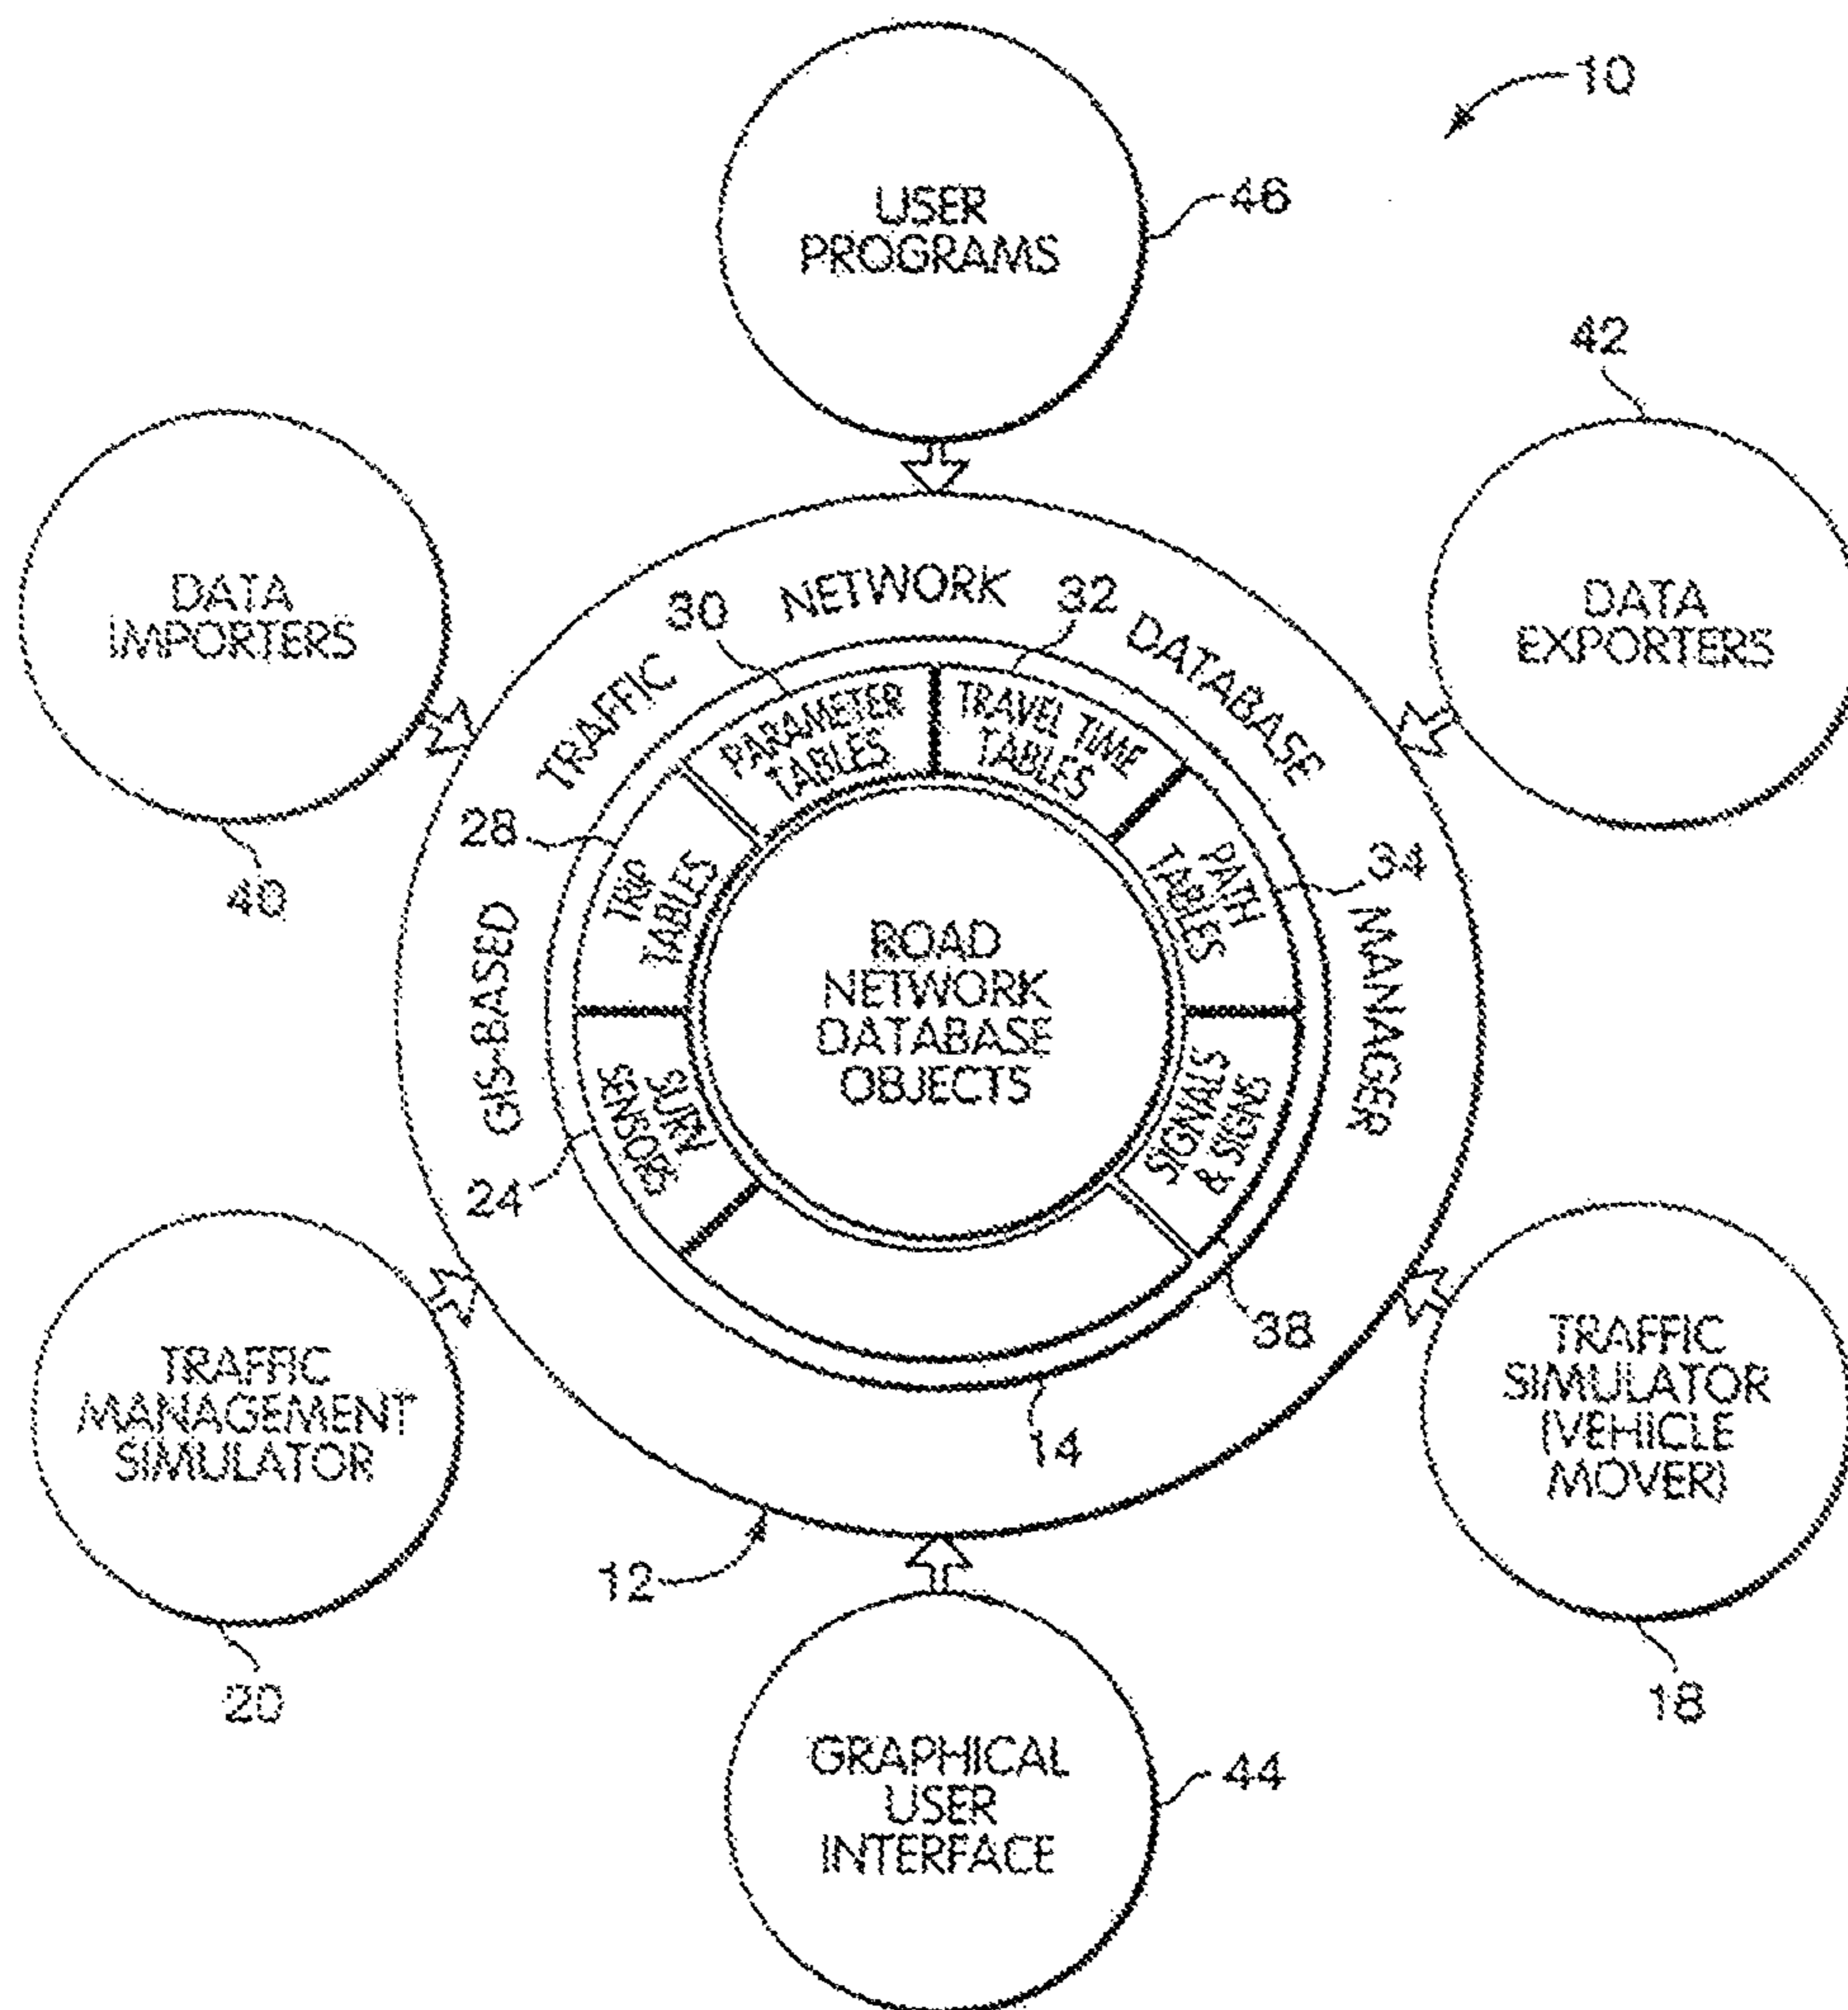 10
USER
PROGRAMS
46
42
DATA
IMPORTERS
40
DATA
EXPORTERS
GIS-BASED TRAFFIC NETWORK DATABASE MANAGER
30
32
PARAMETER
TABLES
TRAVEL TIME
TABLES
28
TRIP
TABLES
PATH
TABLES
34
ROAD
NETWORK
DATABASE
OBJECTS
SENSORS
SIGNALS
& SIGNS
24
38
14
12
TRAFFIC
MANAGEMENT
SIMULATOR
20
TRAFFIC
SIMULATOR
(VEHICLE
MOVER)
18
GRAPHICAL
USER
INTERFACE
44